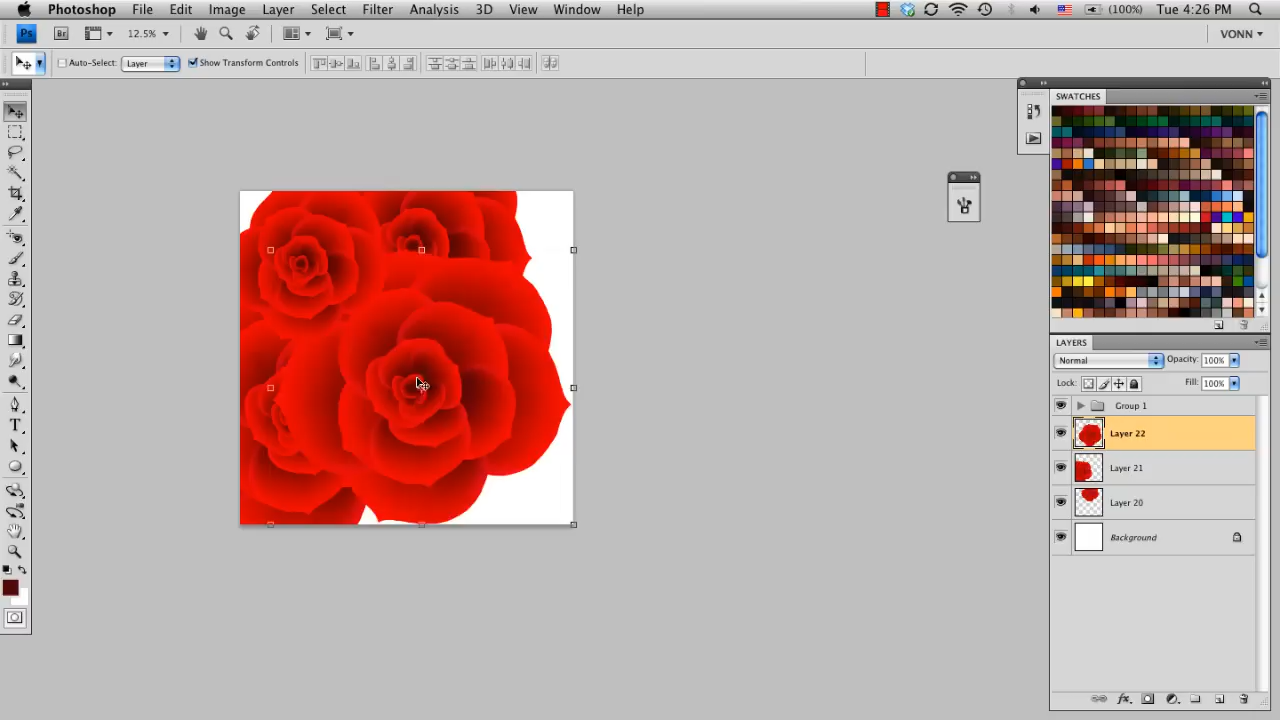 Photoshop File Edit Image Layer Select Filter Analysis 3D View Window Help (100%) Tue 4:26 PM
Ps Br 12.5% VONN
Auto-Select: Layer Show Transform Controls
SWATCHES
T
LAYERS
Normal Opacity: 100%
Lock: Fill: 100%
Group 1
Layer 22
Layer 21
Layer 20
Background
fx